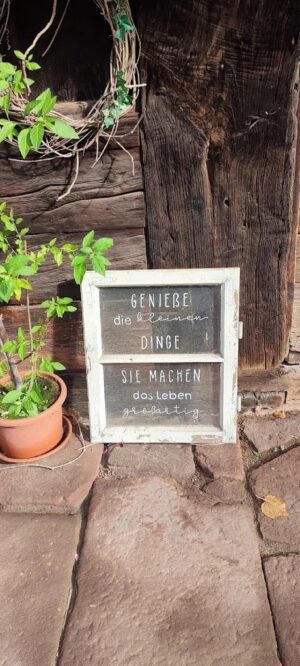 GENIEßE
die kleinen
DINGE
SIE MACHEN
das Leben
großartig